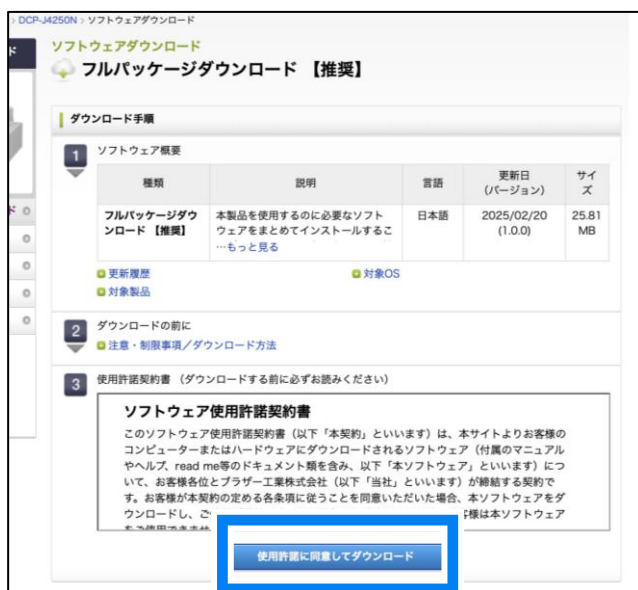 › DCP-J4250N › ソフトウェアダウンロード
ソフトウェアダウンロード
フルパッケージダウンロード 【推奨】
ダウンロード手順
1 ソフトウェア概要
種類 説明 言語 更新日 サイ
(バージョン) ズ
フルパッケージダウ 本製品を使用するのに必要なソフト 日本語 2025/02/20 25.81
ンロード 【推奨】 ウェアをまとめてインストールするこ (1.0.0) MB
…もっと見る
更新履歴 対象OS
対象製品
2 ダウンロードの前に
注意・制限事項/ダウンロード方法
3 使用許諾契約書 (ダウンロードする前に必ずお読みください)
ソフトウェア使用許諾契約書
このソフトウェア使用許諾契約書(以下「本契約」といいます)は、本サイトよりお客様の
コンピューターまたはハードウェアにダウンロードされるソフトウェア(付属のマニュアル
やヘルプ、read me等のドキュメント類を含み、以下「本ソフトウェア」といいます)につ
いて、お客様各位とブラザー工業株式会社(以下「当社」といいます)が締結する契約で
す。お客様が本契約の定める各条項に従うことを同意いただいた場合、本ソフトウェアをダ
ウンロードし、ご 客様は本ソフトウェア
使用許諾に同意してダウンロード